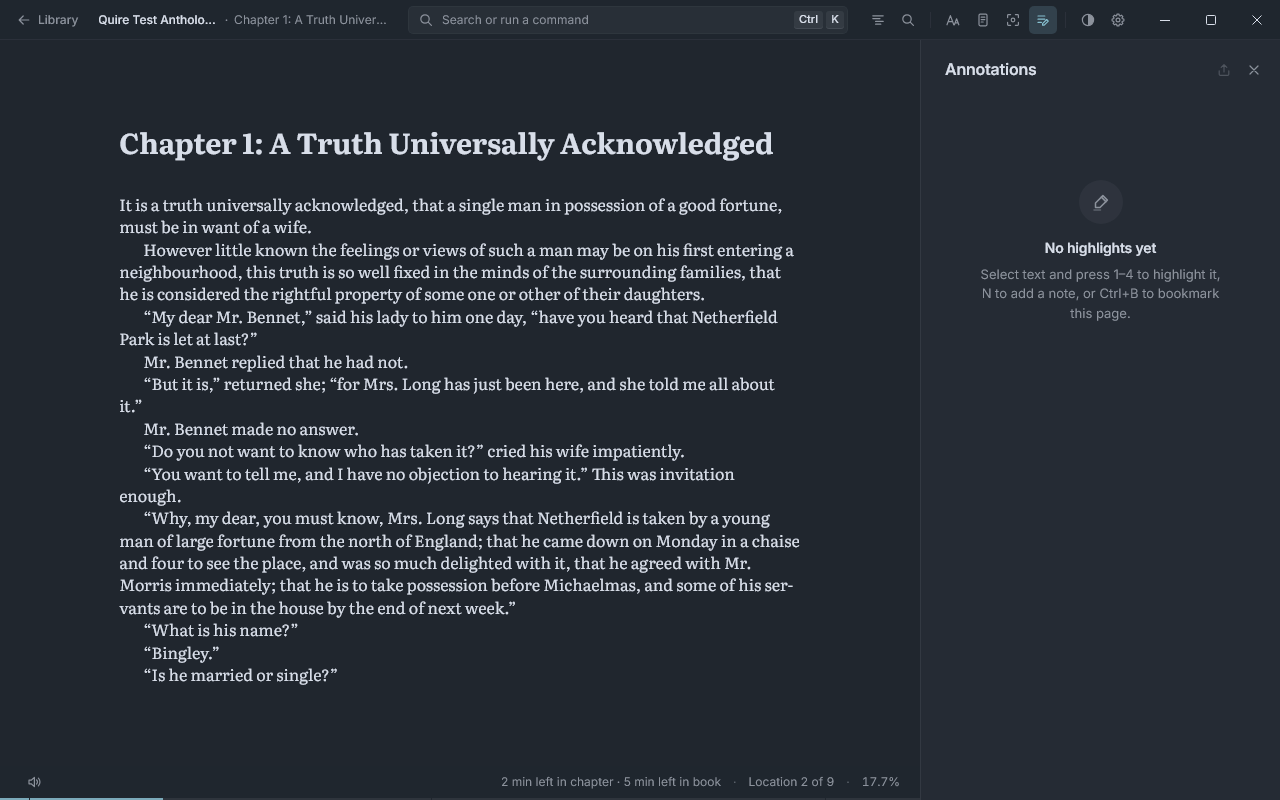 Library
Quire Test Antholo... · Chapter 1: A Truth Univer...
Search or run a command
Ctrl K
AA
Annotations
Chapter 1: A Truth Universally Acknowledged
It is a truth universally acknowledged, that a single man in possession of a good fortune,
must be in want of a wife.
However little known the feelings or views of such a man may be on his first entering a
neighbourhood, this truth is so well fixed in the minds of the surrounding families, that
he is considered the rightful property of some one or other of their daughters.
“My dear Mr. Bennet,” said his lady to him one day, “have you heard that Netherfield
Park is let at last?”
Mr. Bennet replied that he had not.
“But it is,” returned she; “for Mrs. Long has just been here, and she told me all about
it.”
Mr. Bennet made no answer.
“Do you not want to know who has taken it?” cried his wife impatiently.
“You want to tell me, and I have no objection to hearing it.” This was invitation
enough.
“Why, my dear, you must know, Mrs. Long says that Netherfield is taken by a young
man of large fortune from the north of England; that he came down on Monday in a chaise
and four to see the place, and was so much delighted with it, that he agreed with Mr.
Morris immediately; that he is to take possession before Michaelmas, and some of his ser-
vants are to be in the house by the end of next week.”
“What is his name?”
“Bingley.”
“Is he married or single?”
No highlights yet
Select text and press 1–4 to highlight it,
N to add a note, or Ctrl+B to bookmark
this page.
2 min left in chapter · 5 min left in book · Location 2 of 9 · 17.7%